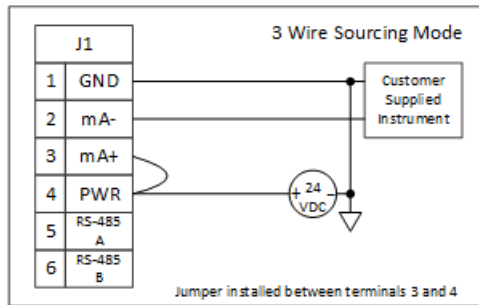 3 Wire Sourcing Mode
J1
1 GND
2 mA-
3 mA+
4 PWR
5 RS-485
A
6 RS-485
B
Customer
Supplied
Instrument
+ 24 -
VDC
Jumper installed between terminals 3 and 4